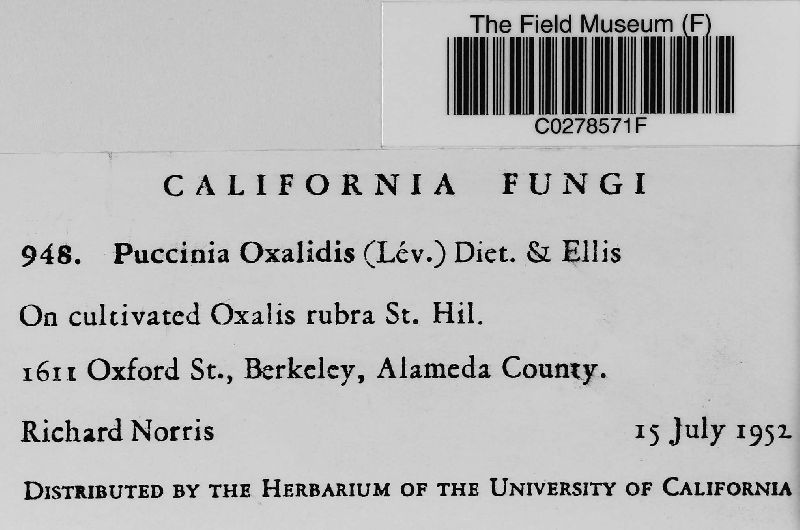 The Field Museum (F)
C0278571F
CALIFORNIA FUNGI
948. Puccinia Oxalidis (Lév.) Diet. & Ellis
On cultivated Oxalis rubra St. Hil.
1611 Oxford St., Berkeley, Alameda County.
Richard Norris 15 July 1952
DISTRIBUTED BY THE HERBARIUM OF THE UNIVERSITY OF CALIFORNIA